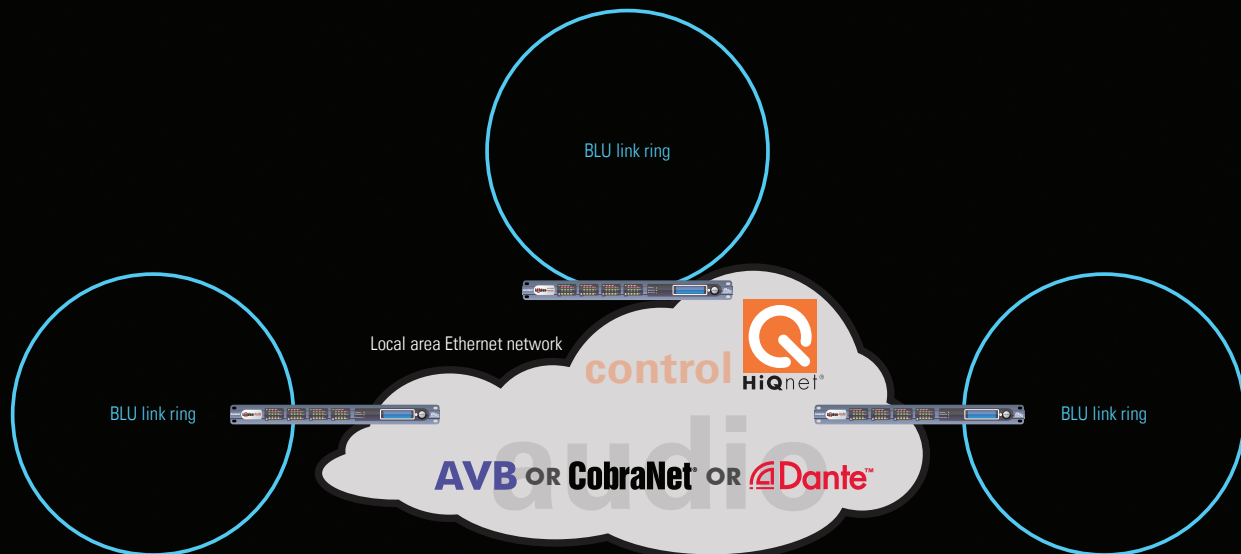 BLU link ring
Local area Ethernet network
control
HiQnet®
BLU link ring
BLU link ring
audio
AVB OR CobraNet® OR Dante™